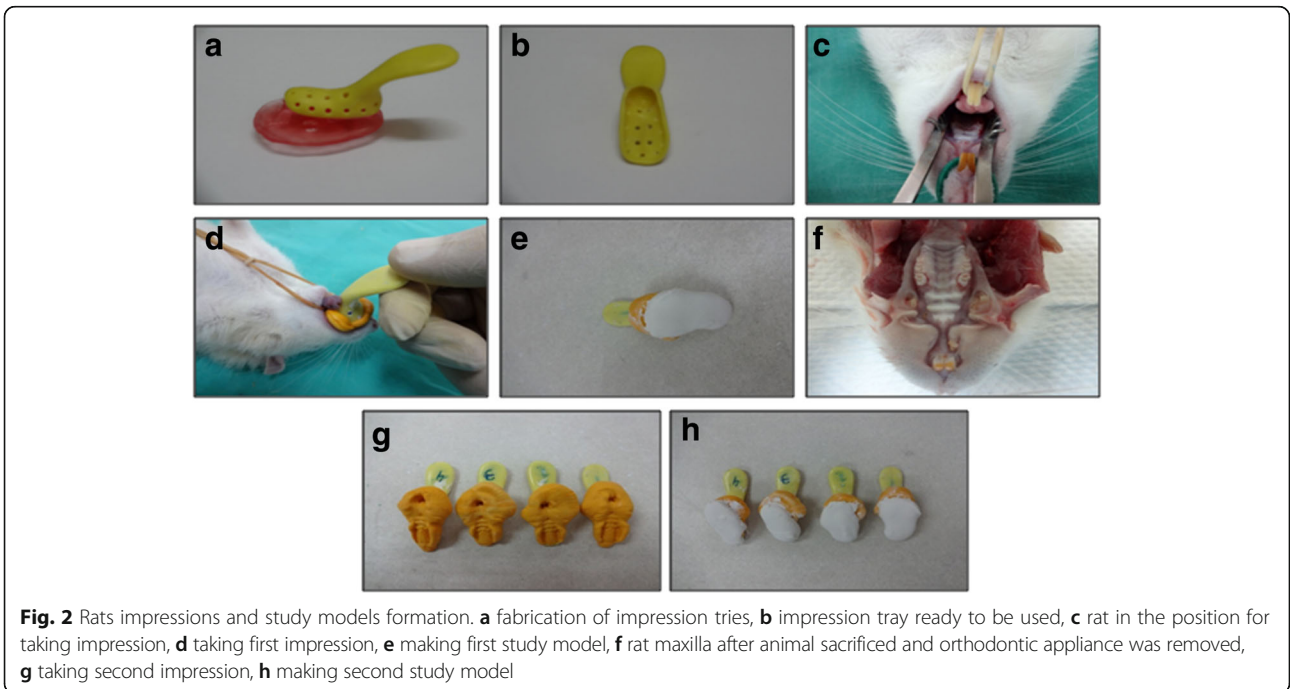 a
b
c
d
e
f
g
h
Fig. 2 Rats impressions and study models formation. a fabrication of impression tries, b impression tray ready to be used, c rat in the position for
taking impression, d taking first impression, e making first study model, f rat maxilla after animal sacrificed and orthodontic appliance was removed,
g taking second impression, h making second study model